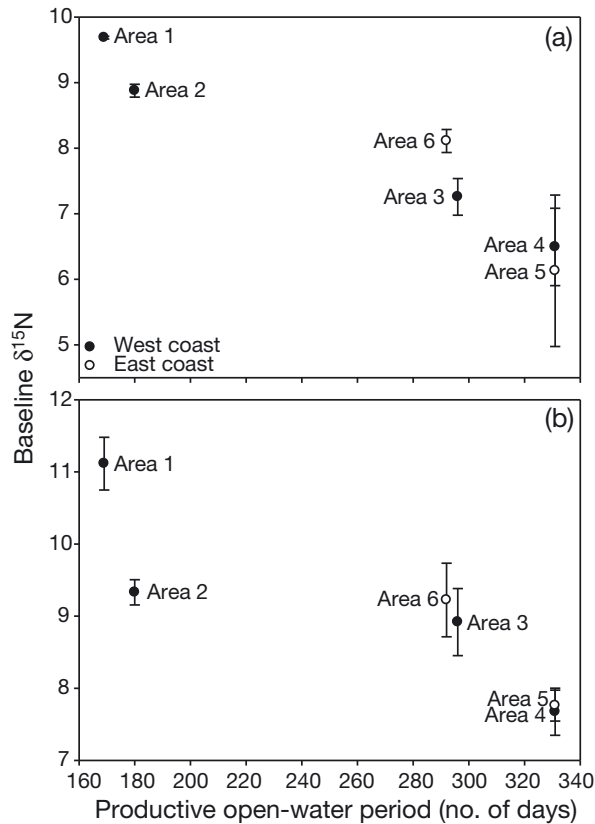 10
9
8
7
6
5
(a)
Area 1
Area 2
Area 6
Area 3
Area 4
Area 5
West coast
East coast
Baseline δ¹⁵N
12
11
10
9
8
7
(b)
Area 1
Area 2
Area 6
Area 3
Area 5
Area 4
160 180 200 220 240 260 280 300 320 340
Productive open-water period (no. of days)